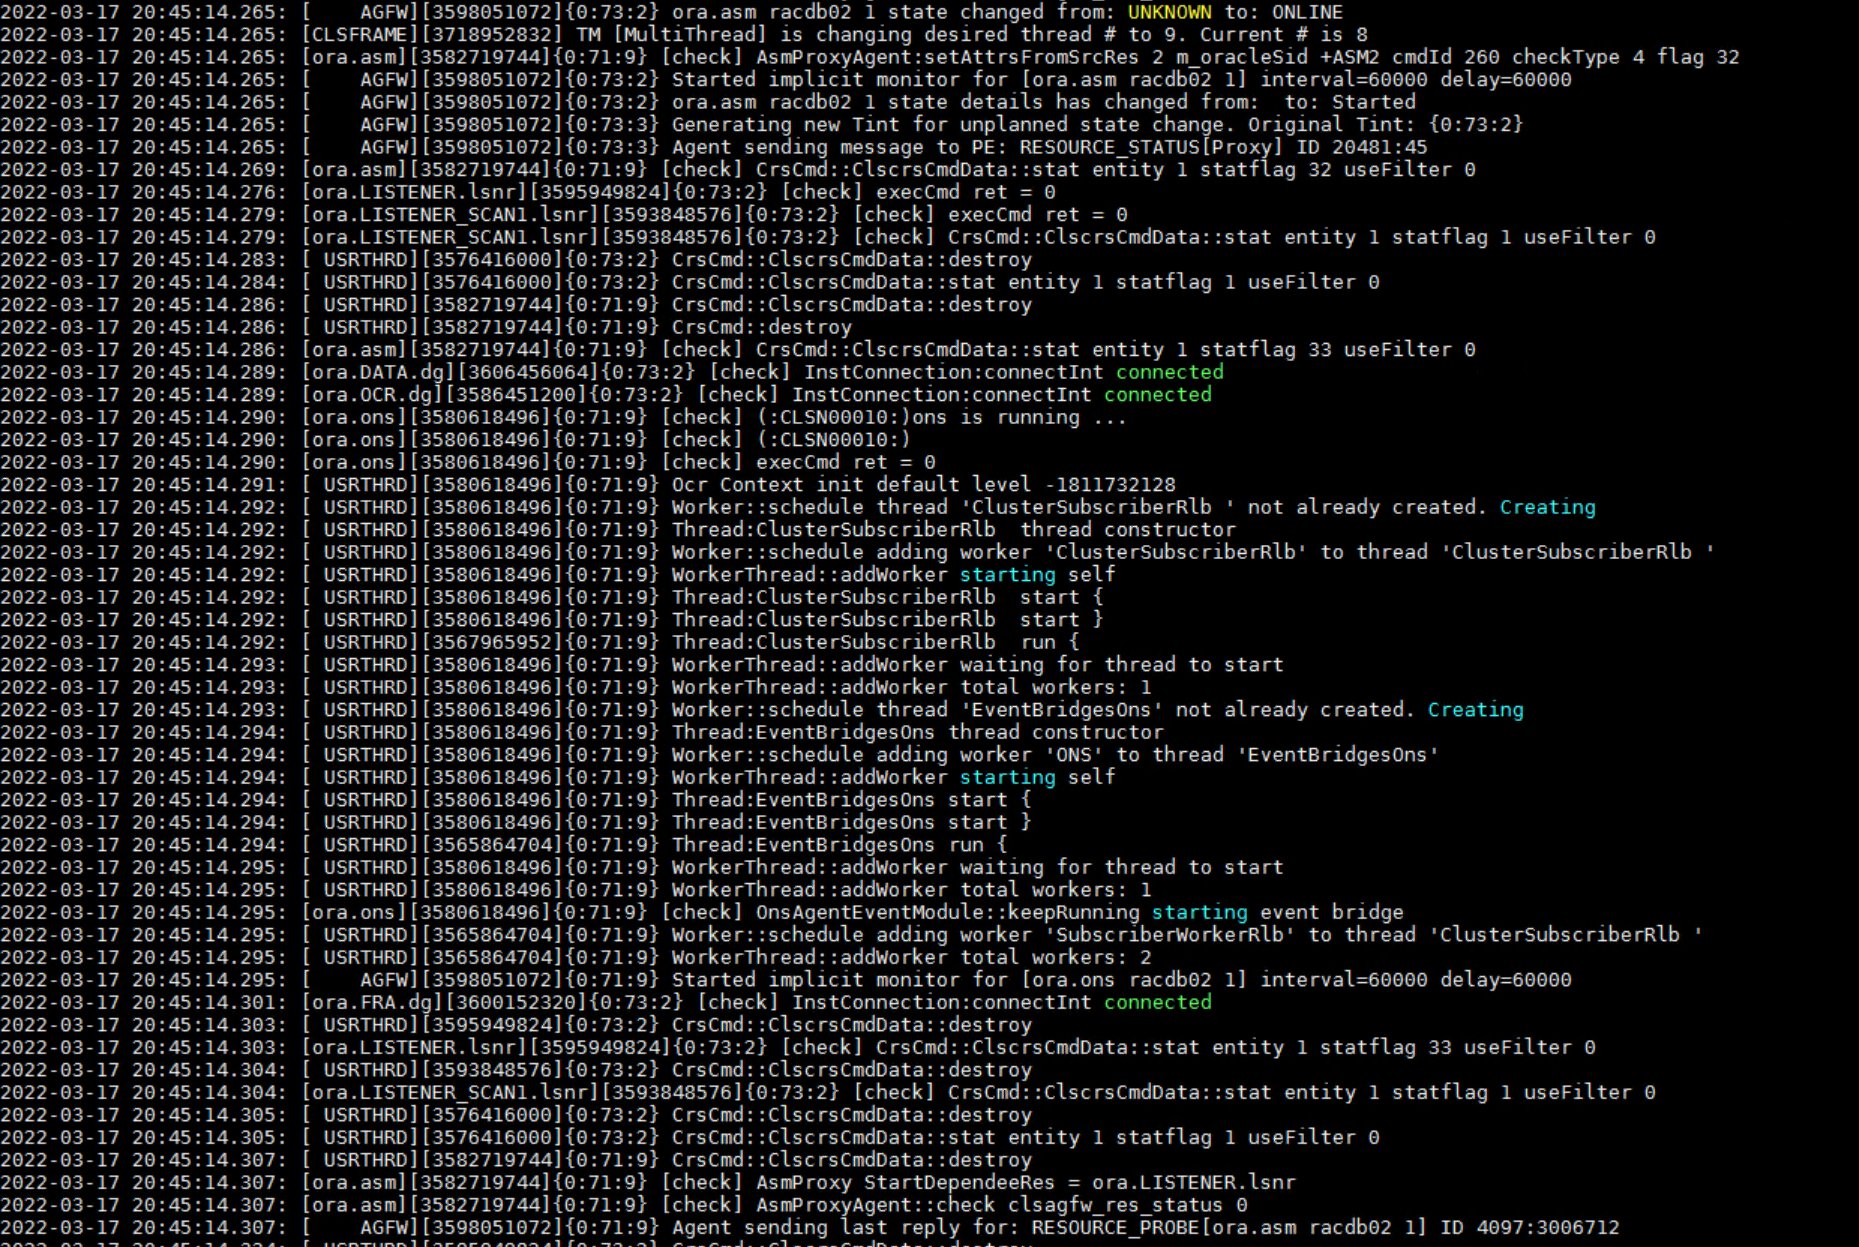 2022-03-17 20:45:14.265: [    AGFW][3598051072]{0:73:2} ora.asm racdb02 1 state changed from: UNKNOWN to: ONLINE
2022-03-17 20:45:14.265: [CLSFRAME][3718952832] TM [MultiThread] is changing desired thread # to 9. Current # is 8
2022-03-17 20:45:14.265: [ora.asm][3582719744]{0:71:9} [check] AsmProxyAgent:setAttrsFromSrcRes 2 m_oracleSid +ASM2 cmdId 260 checkType 4 flag 32
2022-03-17 20:45:14.265: [    AGFW][3598051072]{0:73:2} Started implicit monitor for [ora.asm racdb02 1] interval=60000 delay=60000
2022-03-17 20:45:14.265: [    AGFW][3598051072]{0:73:2} ora.asm racdb02 1 state details has changed from:  to: Started
2022-03-17 20:45:14.265: [    AGFW][3598051072]{0:73:3} Generating new Tint for unplanned state change. Original Tint: {0:73:2}
2022-03-17 20:45:14.265: [    AGFW][3598051072]{0:73:3} Agent sending message to PE: RESOURCE_STATUS[Proxy] ID 20481:45
2022-03-17 20:45:14.269: [ora.asm][3582719744]{0:71:9} [check] CrsCmd::ClscrsCmdData::stat entity 1 statflag 32 useFilter 0
2022-03-17 20:45:14.276: [ora.LISTENER.lsnr][3595949824]{0:73:2} [check] execCmd ret = 0
2022-03-17 20:45:14.279: [ora.LISTENER_SCAN1.lsnr][3593848576]{0:73:2} [check] execCmd ret = 0
2022-03-17 20:45:14.279: [ora.LISTENER_SCAN1.lsnr][3593848576]{0:73:2} [check] CrsCmd::ClscrsCmdData::stat entity 1 statflag 1 useFilter 0
2022-03-17 20:45:14.283: [ USRTHRD][3576416000]{0:73:2} CrsCmd::ClscrsCmdData::destroy
2022-03-17 20:45:14.284: [ USRTHRD][3576416000]{0:73:2} CrsCmd::ClscrsCmdData::stat entity 1 statflag 1 useFilter 0
2022-03-17 20:45:14.286: [ USRTHRD][3582719744]{0:71:9} CrsCmd::ClscrsCmdData::destroy
2022-03-17 20:45:14.286: [ USRTHRD][3582719744]{0:71:9} CrsCmd::destroy
2022-03-17 20:45:14.286: [ora.asm][3582719744]{0:71:9} [check] CrsCmd::ClscrsCmdData::stat entity 1 statflag 33 useFilter 0
2022-03-17 20:45:14.289: [ora.DATA.dg][3606456064]{0:73:2} [check] InstConnection:connectInt connected
2022-03-17 20:45:14.289: [ora.OCR.dg][3586451200]{0:73:2} [check] InstConnection:connectInt connected
2022-03-17 20:45:14.290: [ora.ons][3580618496]{0:71:9} [check] (:CLSN00010:)ons is running ...
2022-03-17 20:45:14.290: [ora.ons][3580618496]{0:71:9} [check] (:CLSN00010:)
2022-03-17 20:45:14.290: [ora.ons][3580618496]{0:71:9} [check] execCmd ret = 0
2022-03-17 20:45:14.291: [ USRTHRD][3580618496]{0:71:9} Ocr Context init default level -1811732128
2022-03-17 20:45:14.292: [ USRTHRD][3580618496]{0:71:9} Worker::schedule thread 'ClusterSubscriberRlb ' not already created. Creating
2022-03-17 20:45:14.292: [ USRTHRD][3580618496]{0:71:9} Thread:ClusterSubscriberRlb  thread constructor
2022-03-17 20:45:14.292: [ USRTHRD][3580618496]{0:71:9} Worker::schedule adding worker 'ClusterSubscriberRlb' to thread 'ClusterSubscriberRlb '
2022-03-17 20:45:14.292: [ USRTHRD][3580618496]{0:71:9} WorkerThread::addWorker starting self
2022-03-17 20:45:14.292: [ USRTHRD][3580618496]{0:71:9} Thread:ClusterSubscriberRlb  start {
2022-03-17 20:45:14.292: [ USRTHRD][3580618496]{0:71:9} Thread:ClusterSubscriberRlb  start }
2022-03-17 20:45:14.292: [ USRTHRD][3567965952]{0:71:9} Thread:ClusterSubscriberRlb  run {
2022-03-17 20:45:14.293: [ USRTHRD][3580618496]{0:71:9} WorkerThread::addWorker waiting for thread to start
2022-03-17 20:45:14.293: [ USRTHRD][3580618496]{0:71:9} WorkerThread::addWorker total workers: 1
2022-03-17 20:45:14.293: [ USRTHRD][3580618496]{0:71:9} Worker::schedule thread 'EventBridgesOns' not already created. Creating
2022-03-17 20:45:14.294: [ USRTHRD][3580618496]{0:71:9} Thread:EventBridgesOns thread constructor
2022-03-17 20:45:14.294: [ USRTHRD][3580618496]{0:71:9} Worker::schedule adding worker 'ONS' to thread 'EventBridgesOns'
2022-03-17 20:45:14.294: [ USRTHRD][3580618496]{0:71:9} WorkerThread::addWorker starting self
2022-03-17 20:45:14.294: [ USRTHRD][3580618496]{0:71:9} Thread:EventBridgesOns start {
2022-03-17 20:45:14.294: [ USRTHRD][3580618496]{0:71:9} Thread:EventBridgesOns start }
2022-03-17 20:45:14.294: [ USRTHRD][3565864704]{0:71:9} Thread:EventBridgesOns run {
2022-03-17 20:45:14.295: [ USRTHRD][3580618496]{0:71:9} WorkerThread::addWorker waiting for thread to start
2022-03-17 20:45:14.295: [ USRTHRD][3580618496]{0:71:9} WorkerThread::addWorker total workers: 1
2022-03-17 20:45:14.295: [ora.ons][3580618496]{0:71:9} [check] OnsAgentEventModule::keepRunning starting event bridge
2022-03-17 20:45:14.295: [ USRTHRD][3565864704]{0:71:9} Worker::schedule adding worker 'SubscriberWorkerRlb' to thread 'ClusterSubscriberRlb '
2022-03-17 20:45:14.295: [ USRTHRD][3565864704]{0:71:9} WorkerThread::addWorker total workers: 2
2022-03-17 20:45:14.295: [    AGFW][3598051072]{0:71:9} Started implicit monitor for [ora.ons racdb02 1] interval=60000 delay=60000
2022-03-17 20:45:14.301: [ora.FRA.dg][3600152320]{0:73:2} [check] InstConnection:connectInt connected
2022-03-17 20:45:14.303: [ USRTHRD][3595949824]{0:73:2} CrsCmd::ClscrsCmdData::destroy
2022-03-17 20:45:14.303: [ora.LISTENER.lsnr][3595949824]{0:73:2} [check] CrsCmd::ClscrsCmdData::stat entity 1 statflag 33 useFilter 0
2022-03-17 20:45:14.304: [ USRTHRD][3593848576]{0:73:2} CrsCmd::ClscrsCmdData::destroy
2022-03-17 20:45:14.304: [ora.LISTENER_SCAN1.lsnr][3593848576]{0:73:2} [check] CrsCmd::ClscrsCmdData::stat entity 1 statflag 1 useFilter 0
2022-03-17 20:45:14.305: [ USRTHRD][3576416000]{0:73:2} CrsCmd::ClscrsCmdData::destroy
2022-03-17 20:45:14.305: [ USRTHRD][3576416000]{0:73:2} CrsCmd::ClscrsCmdData::stat entity 1 statflag 1 useFilter 0
2022-03-17 20:45:14.307: [ USRTHRD][3582719744]{0:71:9} CrsCmd::ClscrsCmdData::destroy
2022-03-17 20:45:14.307: [ora.asm][3582719744]{0:71:9} [check] AsmProxy StartDependeeRes = ora.LISTENER.lsnr
2022-03-17 20:45:14.307: [ora.asm][3582719744]{0:71:9} [check] AsmProxyAgent::check clsagfw_res_status 0
2022-03-17 20:45:14.307: [    AGFW][3598051072]{0:71:9} Agent sending last reply for: RESOURCE_PROBE[ora.asm racdb02 1] ID 4097:3006712